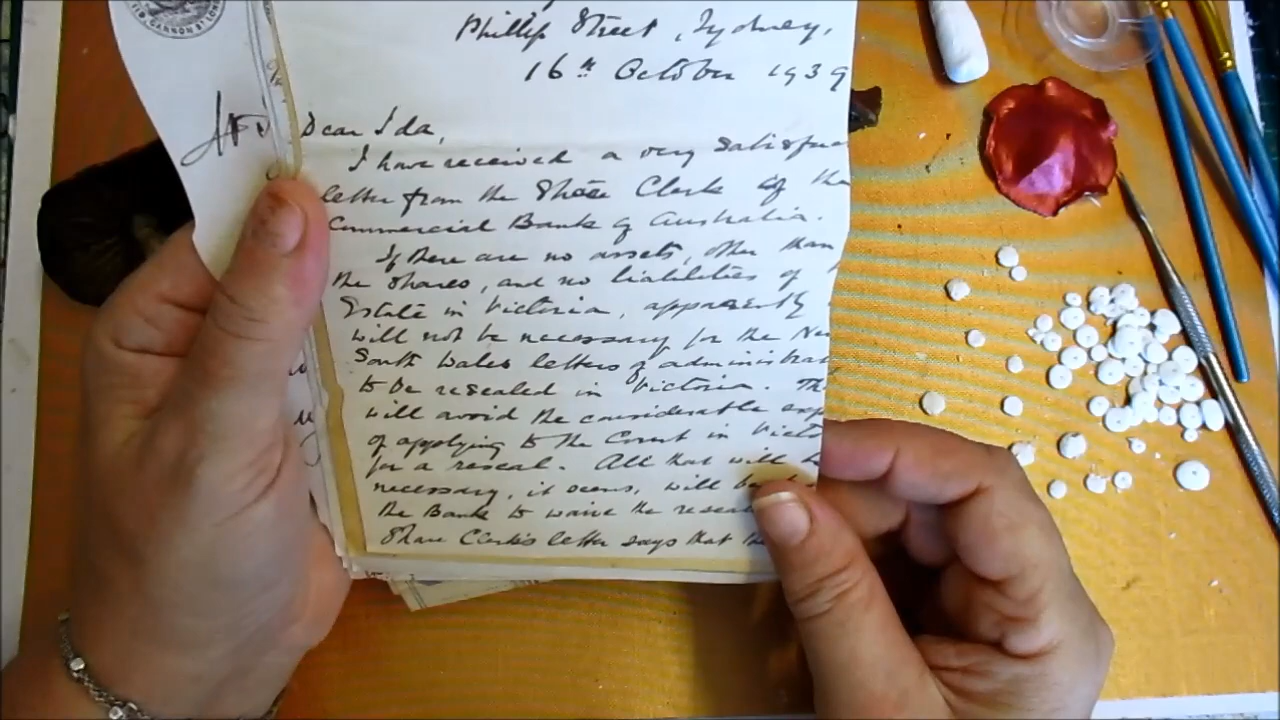 Phillip Street, Sydney,
16th October 1939
Dear Ida,
I have received a very satisfac
letter from the Share Clerk of the
Commercial Bank of Australia.
If there are no assets, other than
the shares, and no liabilities of
Estate in Victoria, apparently
will not be necessary for the New
South Wales letters of administrat
to be resealed in Victoria. Th
will avoid the considerable exp
of applying to the Court in Victo
for a reseal. All that will b
necessary, it seems, will be
the Bank to waive the reseal
Share Clerk's letter says that the